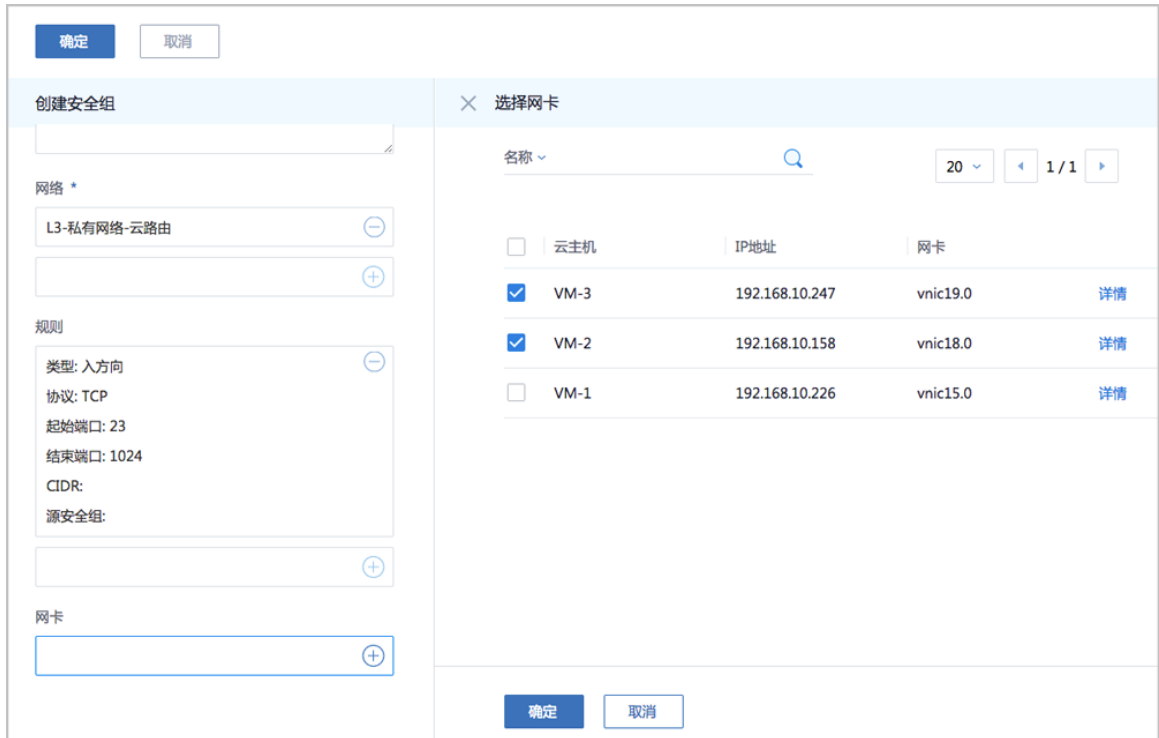 确定 取消
创建安全组
网络 *
L3-私有网络-云路由
规则
类型: 入方向
协议: TCP
起始端口: 23
结束端口: 1024
CIDR:
源安全组:
网卡
选择网卡
名称
20 1 / 1
云主机 IP地址 网卡
VM-3 192.168.10.247 vnic19.0 详情
VM-2 192.168.10.158 vnic18.0 详情
VM-1 192.168.10.226 vnic15.0 详情
确定 取消